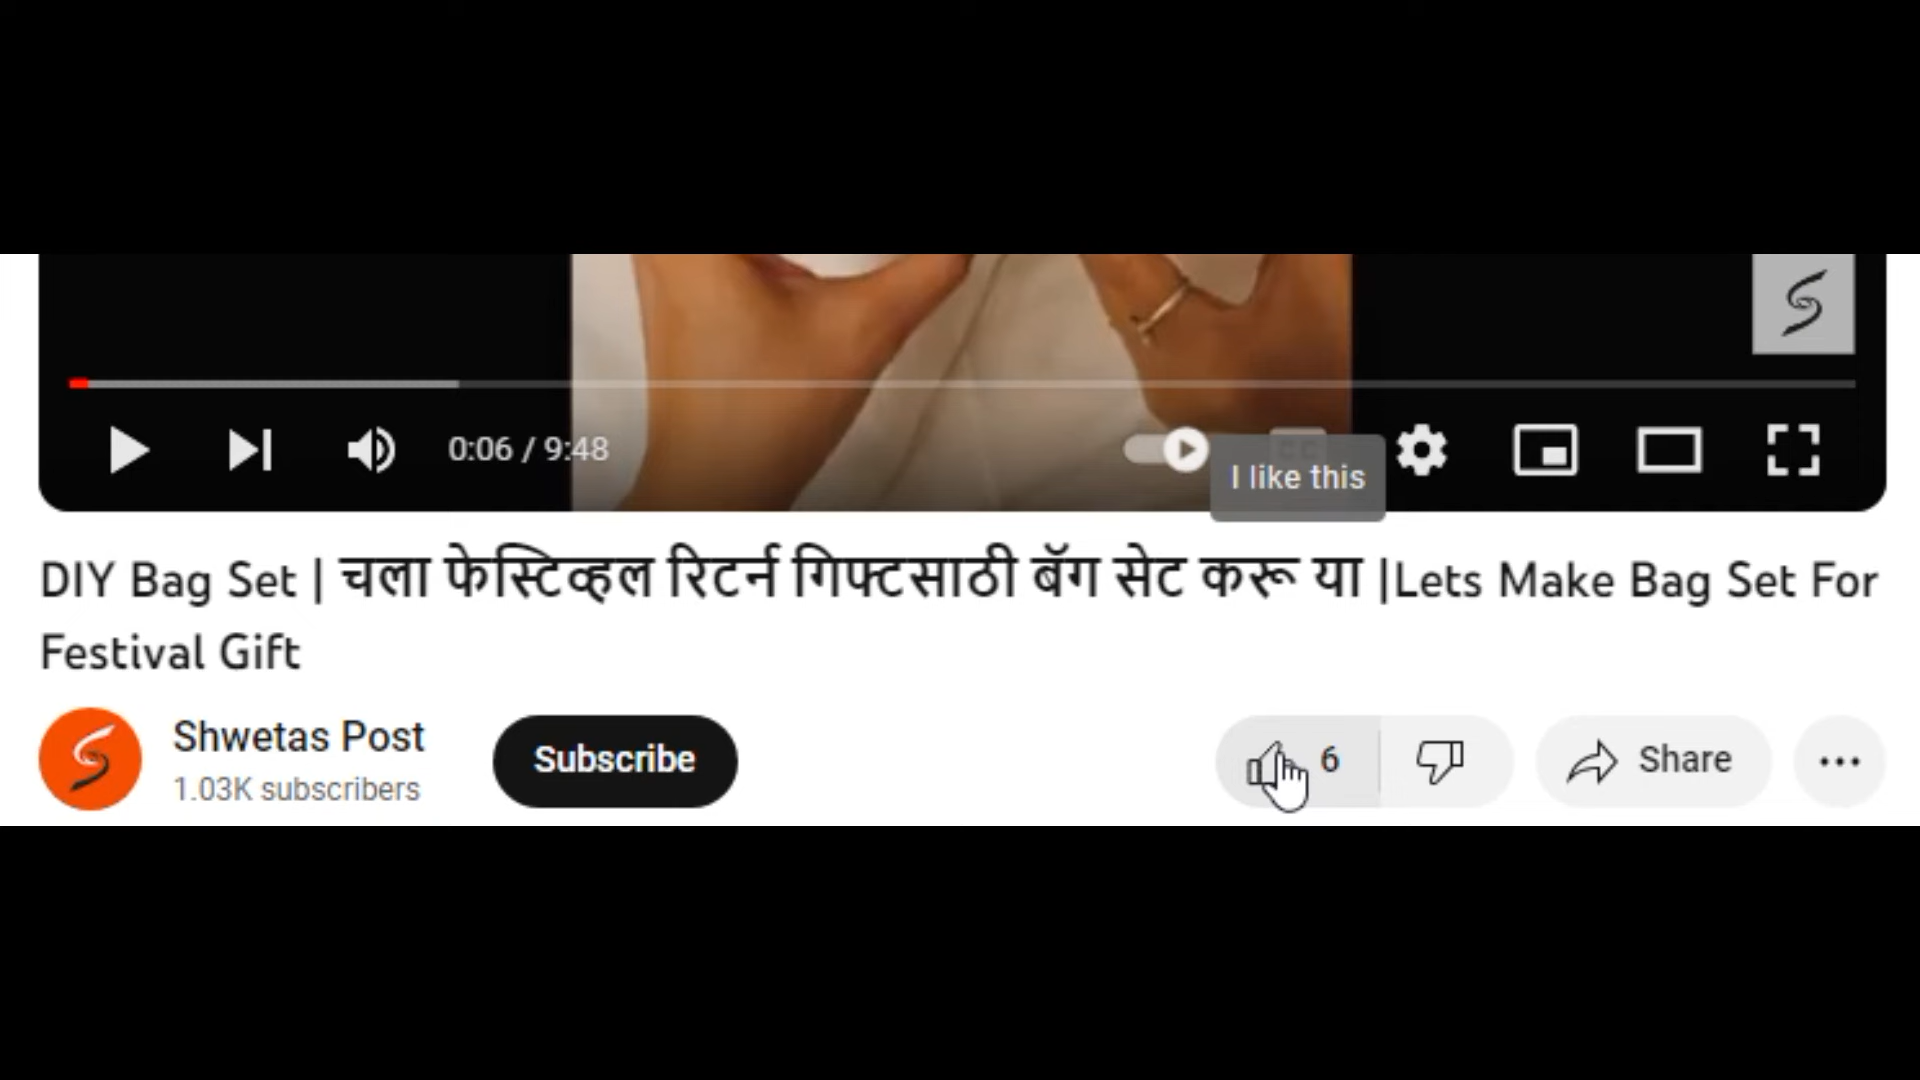 0:06 / 9:48
I like this
DIY Bag Set | चला फेस्टिव्हल रिटर्न गिफ्टसाठी बॅग सेट करू या |Lets Make Bag Set For
Festival Gift
Shwetas Post
1.03K subscribers
Subscribe
6
Share